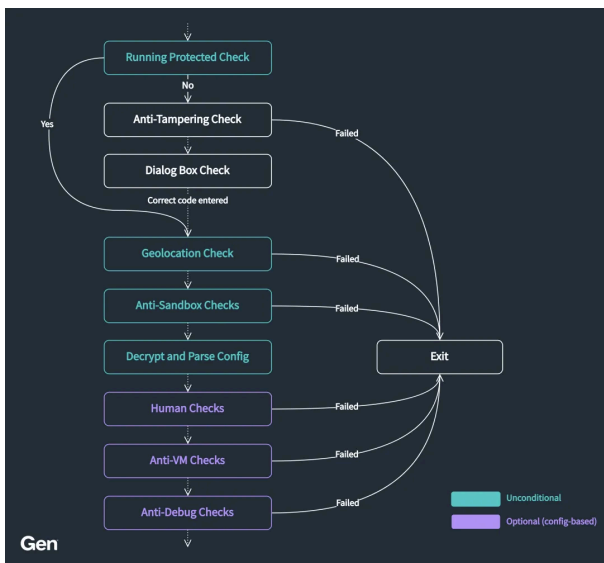 Running Protected Check
No
Yes
Anti-Tampering Check
Failed
Dialog Box Check
Correct code entered
Geolocation Check
Failed
Anti-Sandbox Checks
Failed
Decrypt and Parse Config
Exit
Human Checks
Failed
Anti-VM Checks
Failed
Anti-Debug Checks
Failed
Unconditional
Optional (config-based)
Gen